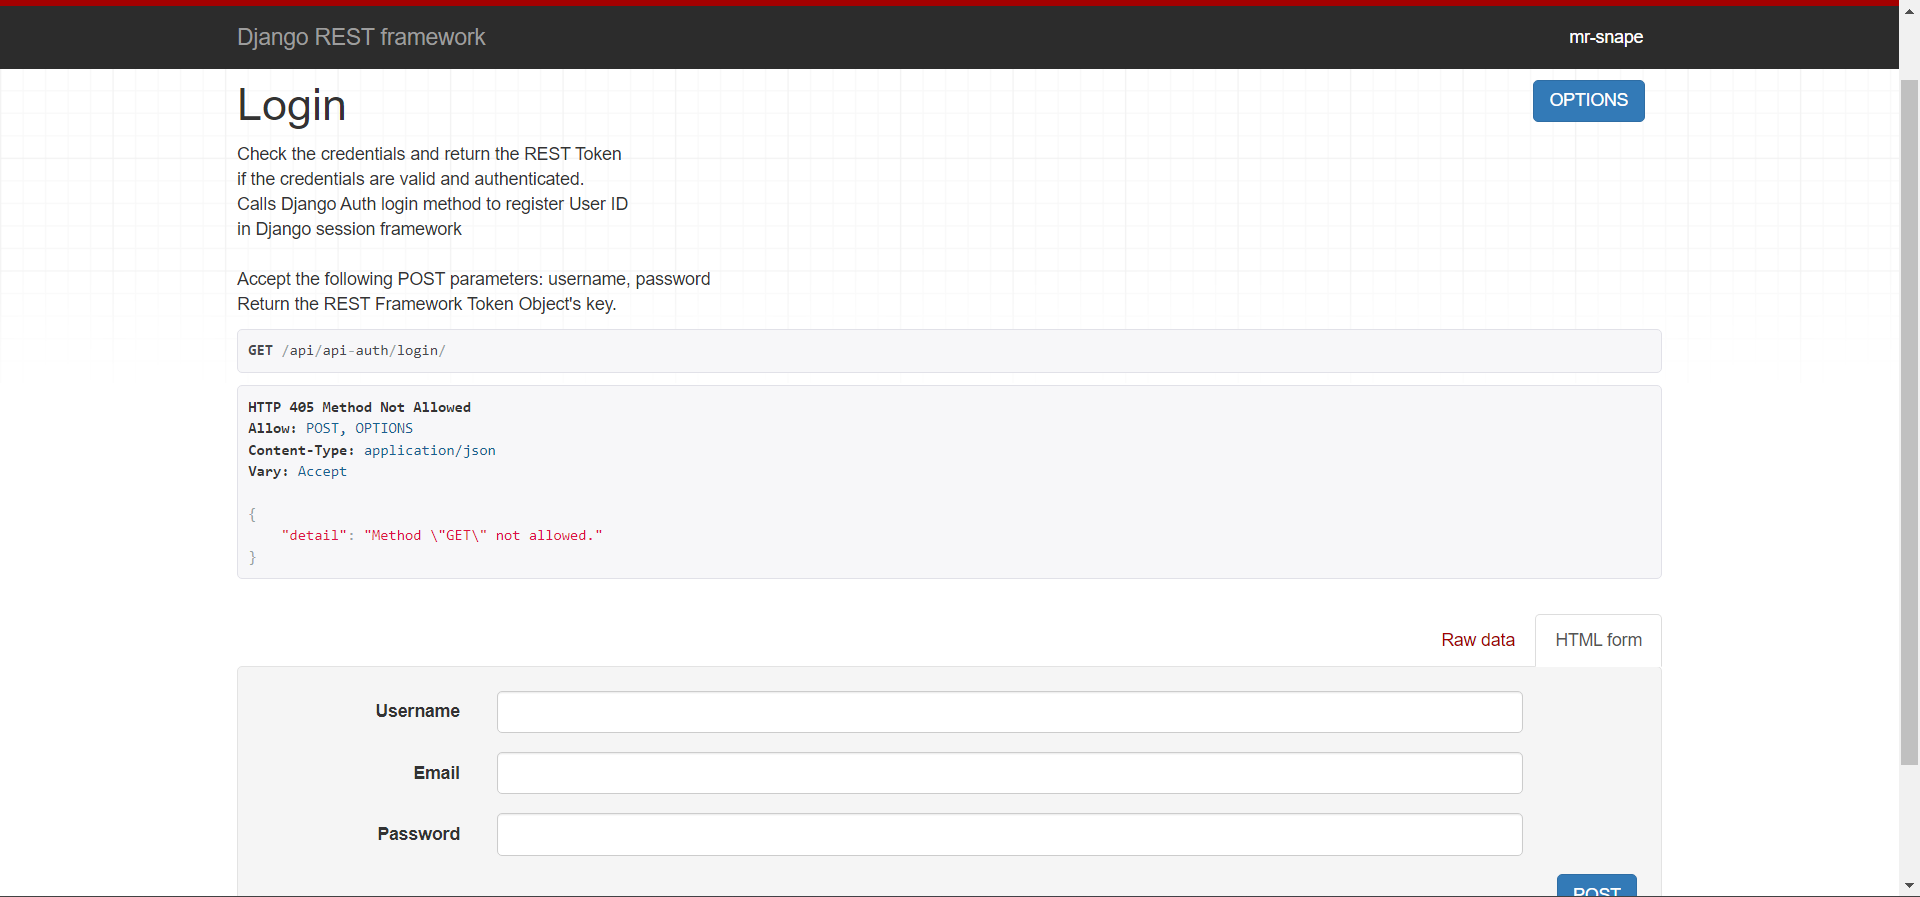 Django REST framework
mr-snape
Login
OPTIONS
Check the credentials and return the REST Token
if the credentials are valid and authenticated.
Calls Django Auth login method to register User ID
in Django session framework
Accept the following POST parameters: username, password
Return the REST Framework Token Object's key.
GET /api/api-auth/login/
HTTP 405 Method Not Allowed
Allow: POST, OPTIONS
Content-Type: application/json
Vary: Accept
{
    "detail": "Method \"GET\" not allowed."
}
Raw data
HTML form
Username
Email
Password
POST